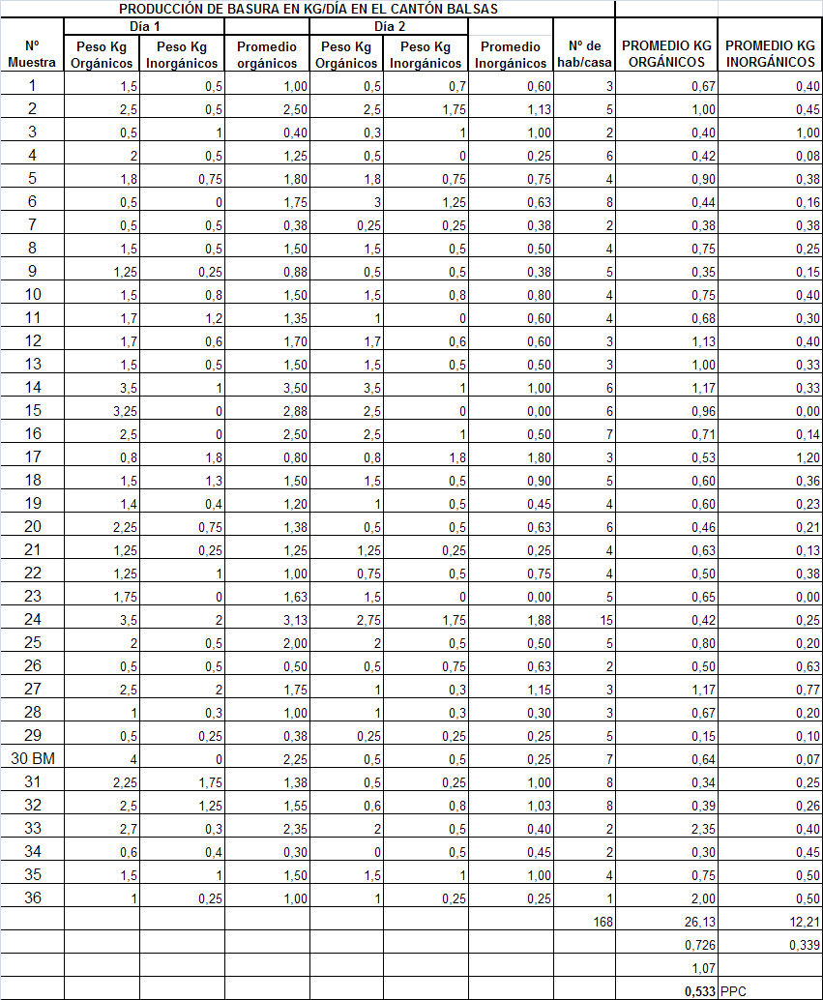 PRODUCCIÓN DE BASURA EN KG/DÍA EN EL CANTÓN BALSAS
Día 1 Día 2
Nº Muestra Peso Kg Orgánicos Peso Kg Inorgánicos Promedio orgánicos Peso Kg Orgánicos Peso Kg Inorgánicos Promedio Inorgánicos Nº de hab/casa PROMEDIO KG ORGÁNICOS PROMEDIO KG INORGÁNICOS
1 1,5 0,5 1,00 0,5 0,7 0,60 3 0,67 0,40
2 2,5 0,5 2,50 2,5 1,75 1,13 5 1,00 0,45
3 0,5 1 0,40 0,3 1 1,00 2 0,40 1,00
4 2 0,5 1,25 0,5 0 0,25 6 0,42 0,08
5 1,8 0,75 1,80 1,8 0,75 0,75 4 0,90 0,38
6 0,5 0 1,75 3 1,25 0,63 8 0,44 0,16
7 0,5 0,5 0,38 0,25 0,25 0,38 2 0,38 0,38
8 1,5 0,5 1,50 1,5 0,5 0,50 4 0,75 0,25
9 1,25 0,25 0,88 0,5 0,5 0,38 5 0,35 0,15
10 1,5 0,8 1,50 1,5 0,8 0,80 4 0,75 0,40
11 1,7 1,2 1,35 1 0 0,60 4 0,68 0,30
12 1,7 0,6 1,70 1,7 0,6 0,60 3 1,13 0,40
13 1,5 0,5 1,50 1,5 0,5 0,50 3 1,00 0,33
14 3,5 1 3,50 3,5 1 1,00 6 1,17 0,33
15 3,25 0 2,88 2,5 0 0,00 6 0,96 0,00
16 2,5 0 2,50 2,5 1 0,50 7 0,71 0,14
17 0,8 1,8 0,80 0,8 1,8 1,80 3 0,53 1,20
18 1,5 1,3 1,50 1,5 0,5 0,90 5 0,60 0,36
19 1,4 0,4 1,20 1 0,5 0,45 4 0,60 0,23
20 2,25 0,75 1,38 0,5 0,5 0,63 6 0,46 0,21
21 1,25 0,25 1,25 1,25 0,25 0,25 4 0,63 0,13
22 1,25 1 1,00 0,75 0,5 0,75 4 0,50 0,38
23 1,75 0 1,63 1,5 0 0,00 5 0,65 0,00
24 3,5 2 3,13 2,75 1,75 1,88 15 0,42 0,25
25 2 0,5 2,00 2 0,5 0,50 5 0,80 0,20
26 0,5 0,5 0,50 0,5 0,75 0,63 2 0,50 0,63
27 2,5 2 1,75 1 0,3 1,15 3 1,17 0,77
28 1 0,3 1,00 1 0,3 0,30 3 0,67 0,20
29 0,5 0,25 0,38 0,25 0,25 0,25 5 0,15 0,10
30 BM 4 0 2,25 0,5 0,5 0,25 7 0,64 0,07
31 2,25 1,75 1,38 0,5 0,25 1,00 8 0,34 0,25
32 2,5 1,25 1,55 0,6 0,8 1,03 8 0,39 0,26
33 2,7 0,3 2,35 2 0,5 0,40 2 2,35 0,40
34 0,6 0,4 0,30 0 0,5 0,45 2 0,30 0,45
35 1,5 1 1,50 1,5 1 1,00 4 0,75 0,50
36 1 0,25 1,00 1 0,25 0,25 1 2,00 0,50
168 26,13 12,21
0,726 0,339
1,07
0,533 PPC